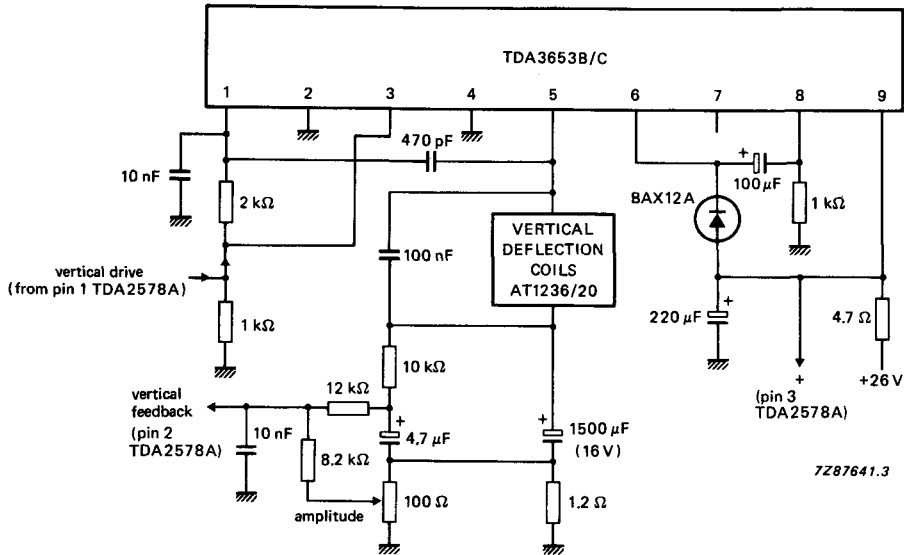 TDA3653B/C
1 2 3 4 5 6 7 8 9
470 pF
10 nF
2 kΩ
+
100 μF
BAX12A
1 kΩ
100 nF
VERTICAL
DEFLECTION
COILS
AT1236/20
vertical drive
(from pin 1 TDA2578A)
1 kΩ
220 μF
+
4.7 Ω
10 kΩ
+
(pin 3
TDA2578A)
+26 V
12 kΩ
vertical
feedback
(pin 2
TDA2578A)
10 nF
+
4,7 μF
+
1500 μF
(16 V)
8.2 kΩ
amplitude
100 Ω
1,2 Ω
7Z87641.3